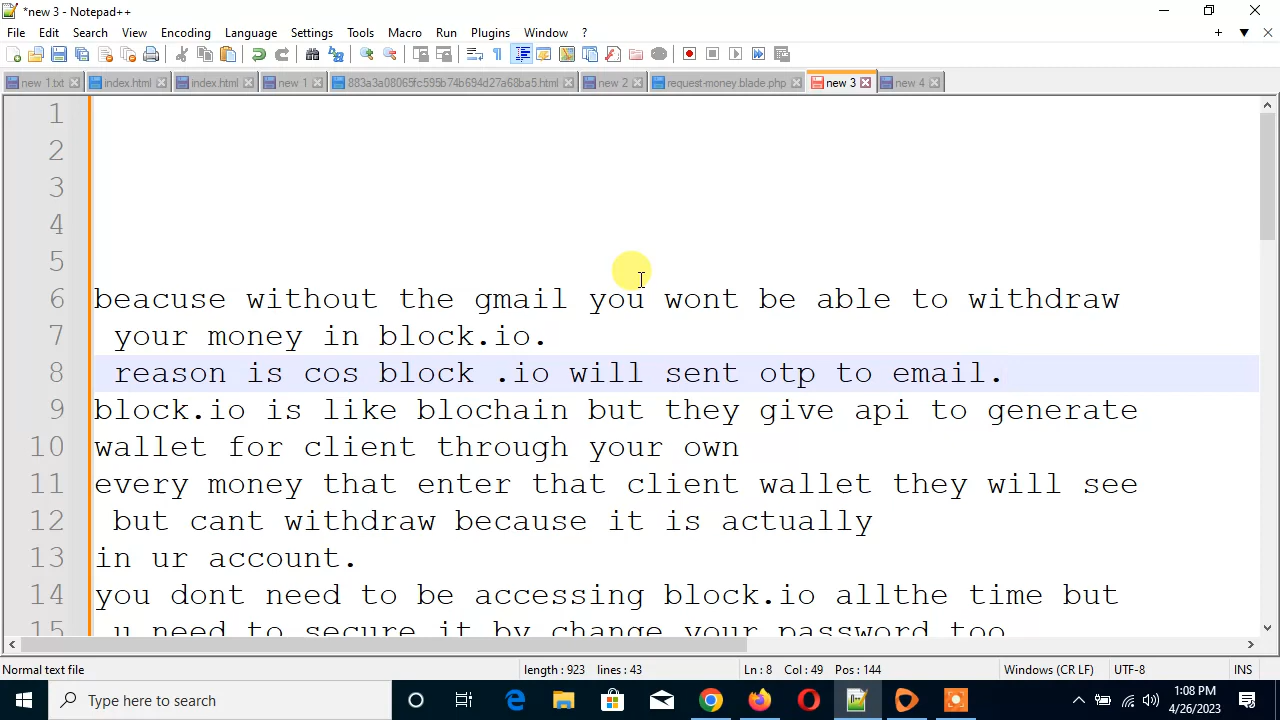 *new 3 - Notepad++
File Edit Search View Encoding Language Settings Tools Macro Run Plugins Window ?
new 1.txt index.html index.html new 1 883a3a08065fc595b74b694d27a68ba5.html new 2 request-money.blade.php new 3 new 4
1
2
3
4
5
6 beacuse without the gmail you wont be able to withdraw
7 your money in block.io.
8 reason is cos block .io will sent otp to email.
9 block.io is like blochain but they give api to generate
10 wallet for client through your own
11 every money that enter that client wallet they will see
12 but cant withdraw because it is actually
13 in ur account.
14 you dont need to be accessing block.io allthe time but
15 u need to secure it by change your password too
Normal text file length : 923 lines : 43 Ln : 8 Col : 49 Pos : 144 Windows (CR LF) UTF-8 INS
Type here to search 1:08 PM
4/26/2023